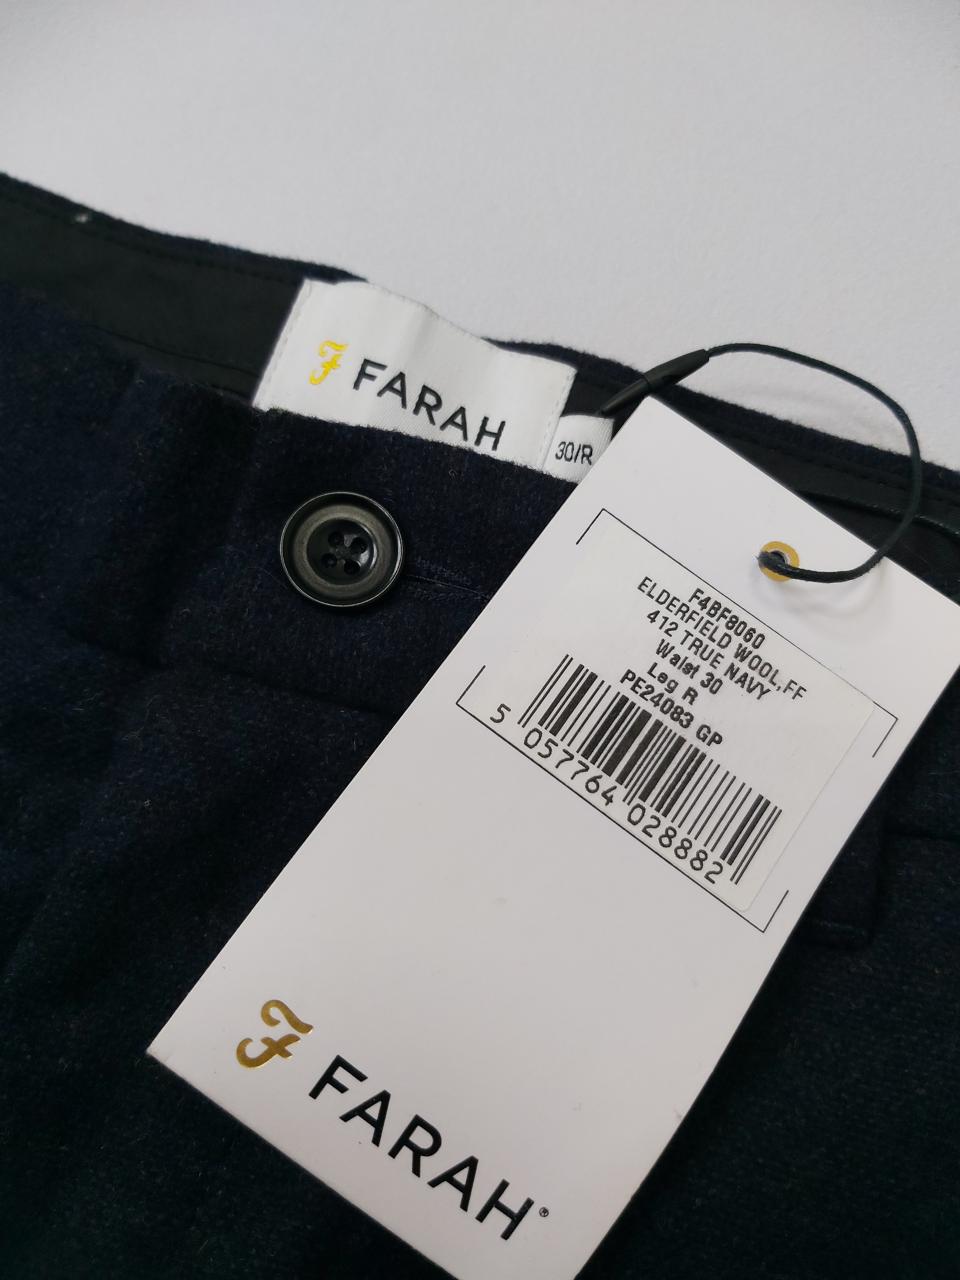 FARAH
30/R
F4BF8060
ELDERFIELD WOOL,FF
412 TRUE NAVY
Waist 30
Leg R
PE24083 GP
5 057764 028882
FARAH®